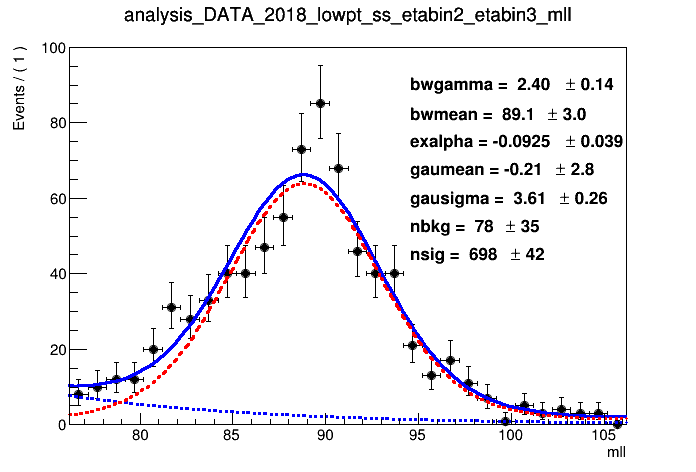 analysis_DATA_2018_lowpt_ss_etabin2_etabin3_mll
Events / ( 1 )
100
80
60
40
20
0
bwgamma = 2.40 ± 0.14
bwmean = 89.1 ± 3.0
exalpha = -0.0925 ± 0.039
gaumean = -0.21 ± 2.8
gausigma = 3.61 ± 0.26
nbkg = 78 ± 35
nsig = 698 ± 42
80 85 90 95 100 105
mll